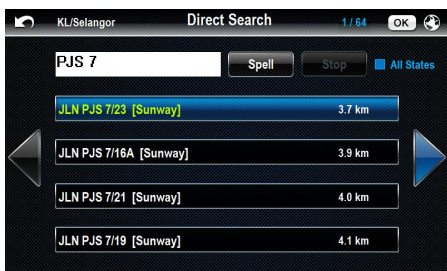 KL/Selangor Direct Search 1 / 64 OK
PJS 7 Spell Stop All States
JLN PJS 7/23 [Sunway] 3.7 km
JLN PJS 7/16A [Sunway] 3.9 km
JLN PJS 7/21 [Sunway] 4.0 km
JLN PJS 7/19 [Sunway] 4.1 km